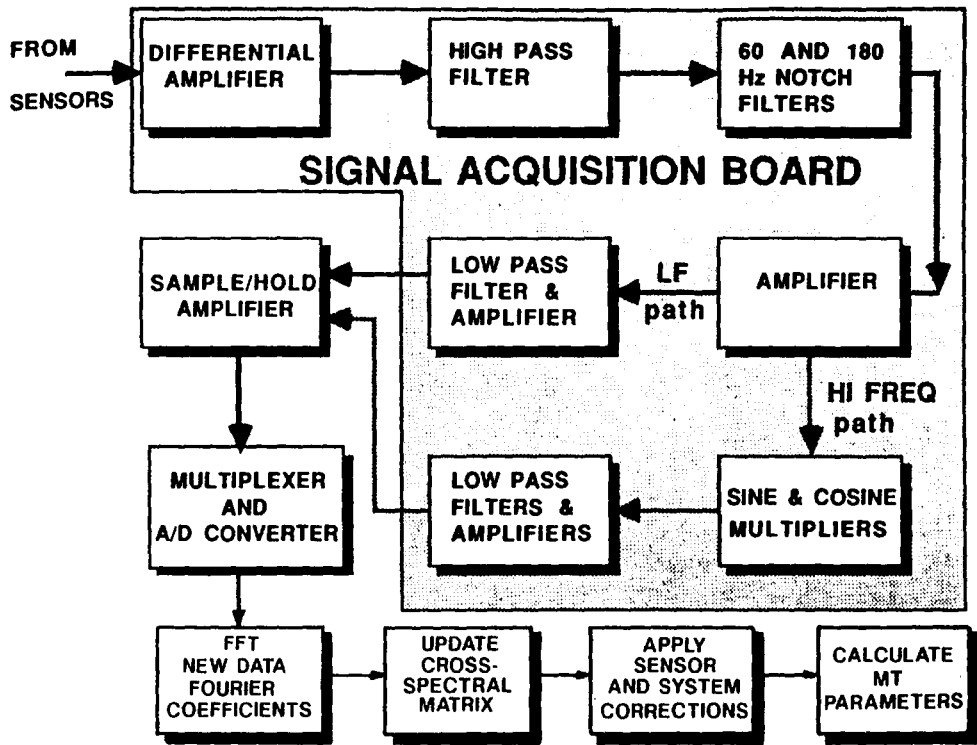 FROM
SENSORS
DIFFERENTIAL
AMPLIFIER
HIGH PASS
FILTER
60 AND 180
Hz NOTCH
FILTERS
SIGNAL ACQUISITION BOARD
SAMPLE/HOLD
AMPLIFIER
LOW PASS
FILTER &
AMPLIFIER
LF
path
AMPLIFIER
HI FREQ
path
MULTIPLEXER
AND
A/D CONVERTER
LOW PASS
FILTERS &
AMPLIFIERS
SINE & COSINE
MULTIPLIERS
FFT
NEW DATA
FOURIER
COEFFICIENTS
UPDATE
CROSS-
SPECTRAL
MATRIX
APPLY
SENSOR
AND SYSTEM
CORRECTIONS
CALCULATE
MT
PARAMETERS